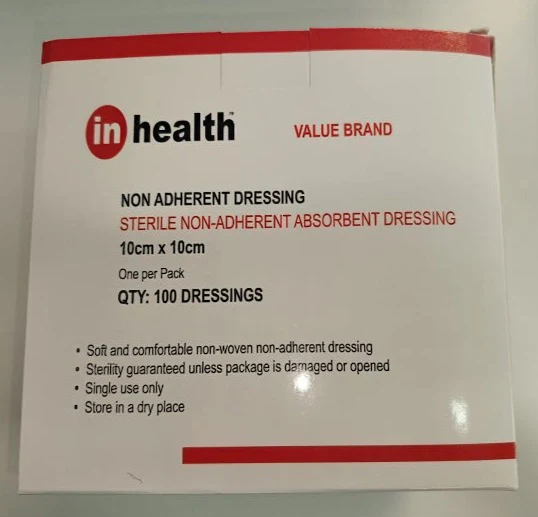 in health™
VALUE BRAND
NON ADHERENT DRESSING
STERILE NON-ADHERENT ABSORBENT DRESSING
10cm x 10cm
One per Pack
QTY: 100 DRESSINGS
• Soft and comfortable non-woven non-adherent dressing
• Sterility guaranteed unless package is damaged or opened
• Single use only
• Store in a dry place